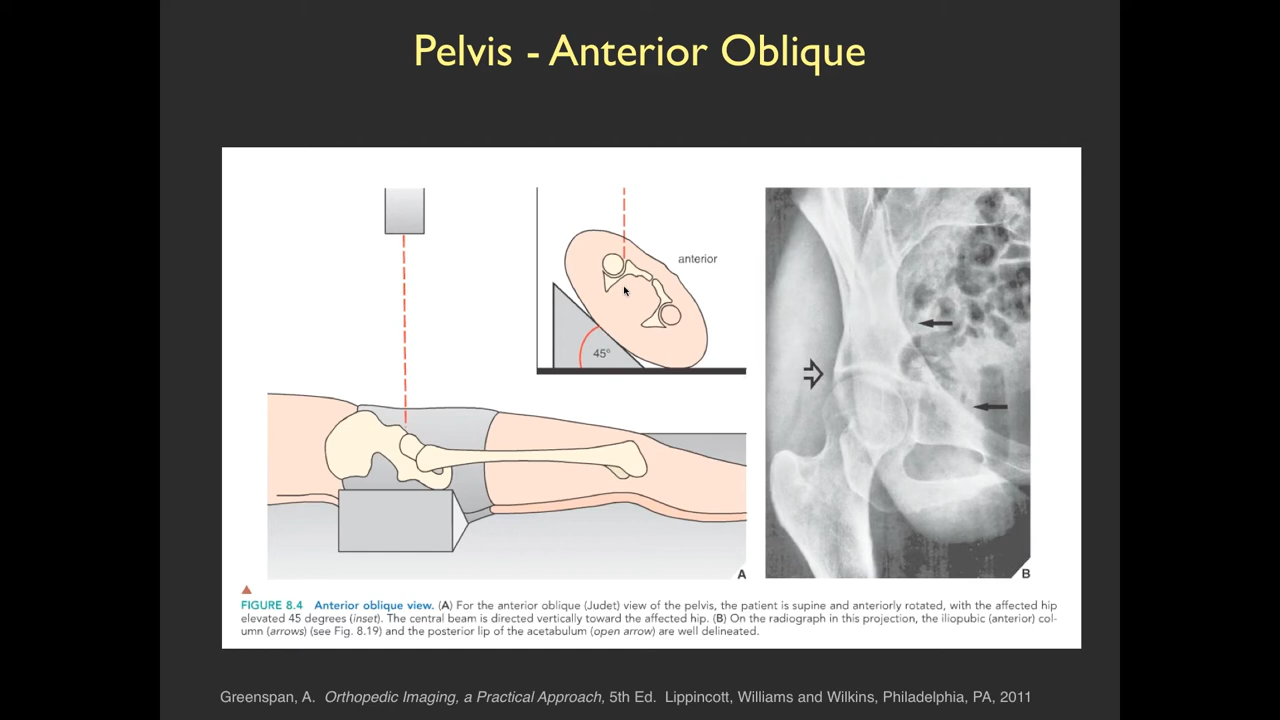 Pelvis - Anterior Oblique
anterior
45°
A
B
FIGURE 8.4 Anterior oblique view. (A) For the anterior oblique (Judet) view of the pelvis, the patient is supine and anteriorly rotated, with the affected hip
elevated 45 degrees (inset). The central beam is directed vertically toward the affected hip. (B) On the radiograph in this projection, the iliopubic (anterior) col-
umn (arrows) (see Fig. 8.19) and the posterior lip of the acetabulum (open arrow) are well delineated.
Greenspan, A. Orthopedic Imaging, a Practical Approach, 5th Ed. Lippincott, Williams and Wilkins, Philadelphia, PA, 2011